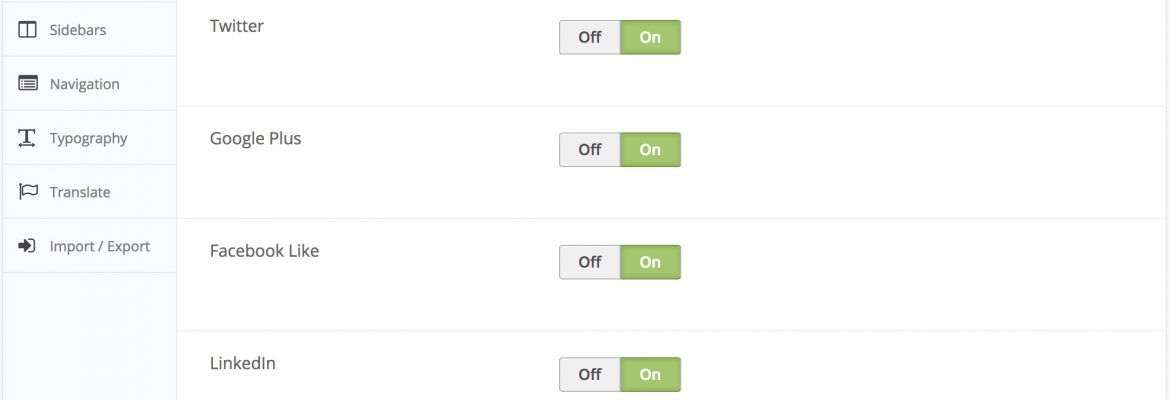 Sidebars
Navigation
Typography
Translate
Import / Export
Twitter
Off On
Google Plus
Off On
Facebook Like
Off On
LinkedIn
Off On